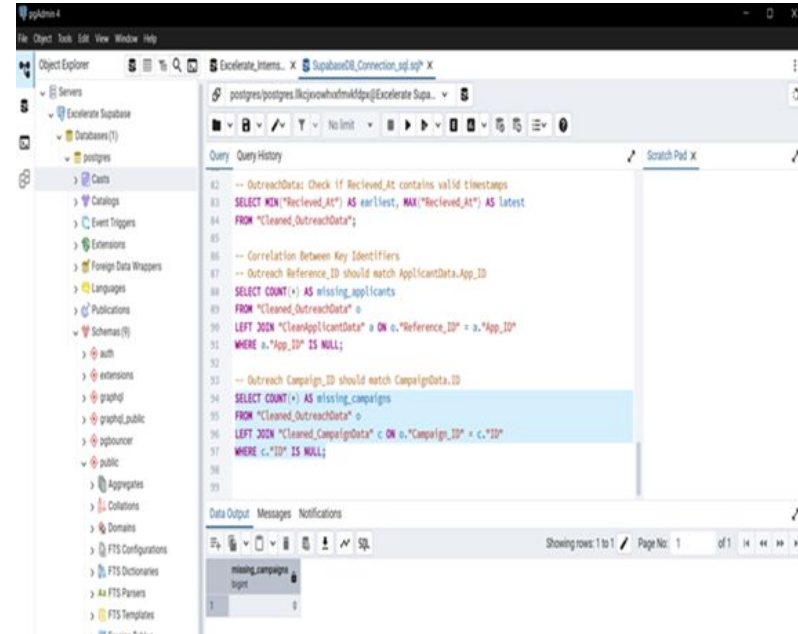 pgAdmin 4
File Object Tools Edit View Window Help
Object Explorer
Excelerate_Interns.. X
SupabaseDB_Connection_sql.sql* X
Servers
Excelerate Supabase
Databases (1)
postgres
Casts
Catalogs
Event Triggers
Extensions
Foreign Data Wrappers
Languages
Publications
Schemas (9)
auth
extensions
graphql
graphql_public
pgbouncer
public
Aggregates
Collations
Domains
FTS Configurations
FTS Dictionaries
Aa FTS Parsers
FTS Templates
No limit
Query Query History
Scratch Pad X
82 -- OutreachData: Check if Recieved_At contains valid timestamps
83 SELECT MIN("Recieved_At") AS earliest, MAX("Recieved_At") AS latest
84 FROM "Cleaned_OutreachData";
85
86 -- Correlation Between Key Identifiers
87 -- Outreach Reference_ID should match ApplicantData.App_ID
88 SELECT COUNT(*) AS missing_applicants
89 FROM "Cleaned_OutreachData" o
90 LEFT JOIN "CleanApplicantData" a ON o."Reference_ID" = a."App_ID"
91 WHERE a."App_ID" IS NULL;
92
93 -- Outreach Campaign_ID should match CampaignData.ID
94 SELECT COUNT(*) AS missing_campaigns
95 FROM "Cleaned_OutreachData" o
96 LEFT JOIN "Cleaned_CampaignData" c ON o."Campaign_ID" = c."ID"
97 WHERE c."ID" IS NULL;
98
99
Data Output Messages Notifications
SQL
Showing rows: 1 to 1
Page No: 1 of 1
missing_campaigns
bigint
1 0